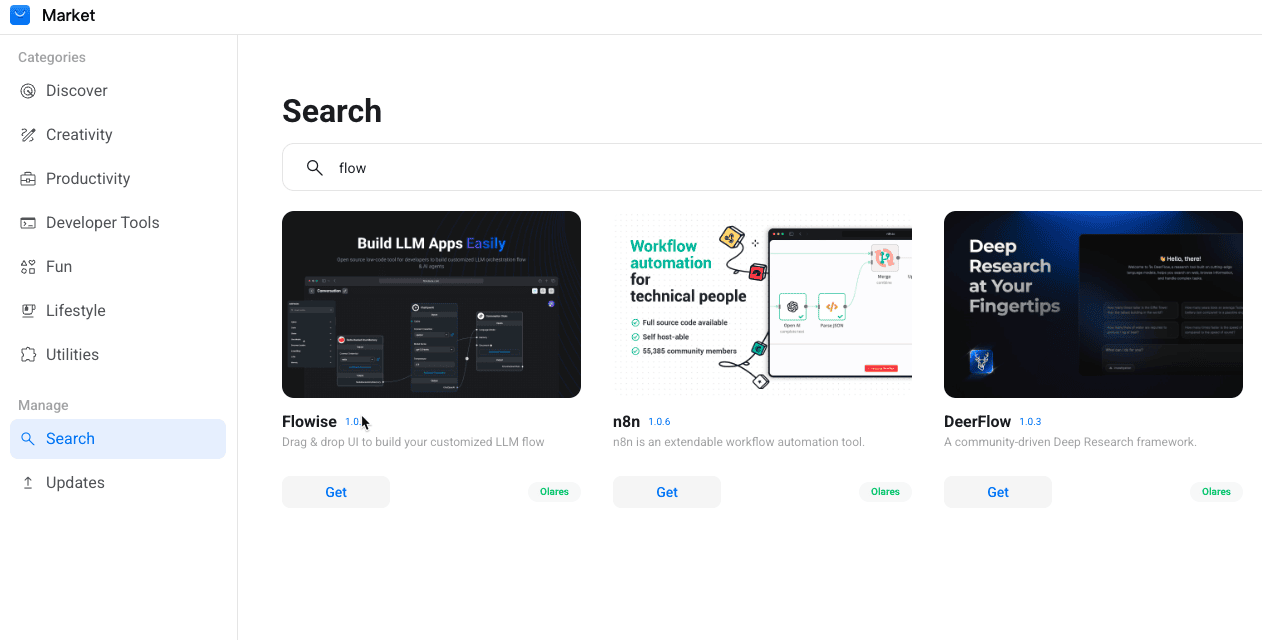 Market
Categories
Discover
Creativity
Productivity
Developer Tools
Fun
Lifestyle
Utilities
Manage
Search
Updates
Search
flow
Build LLM Apps Easily
Open source low-code tool for developers to build customized LLM orchestration flow
& AI agents
Workflow
automation
for
technical people
Full source code available
Self host-able
55,385 community members
Open AI
Parse JSON
Merge
Deep
Research
at Your
Fingertips
Hello, there!
Flowise
Drag & drop UI to build your customized LLM flow
Get
Olares
n8n 1.0.6
n8n is an extendable workflow automation tool.
Get
Olares
DeerFlow 1.0.3
A community-driven Deep Research framework.
Get
Olares